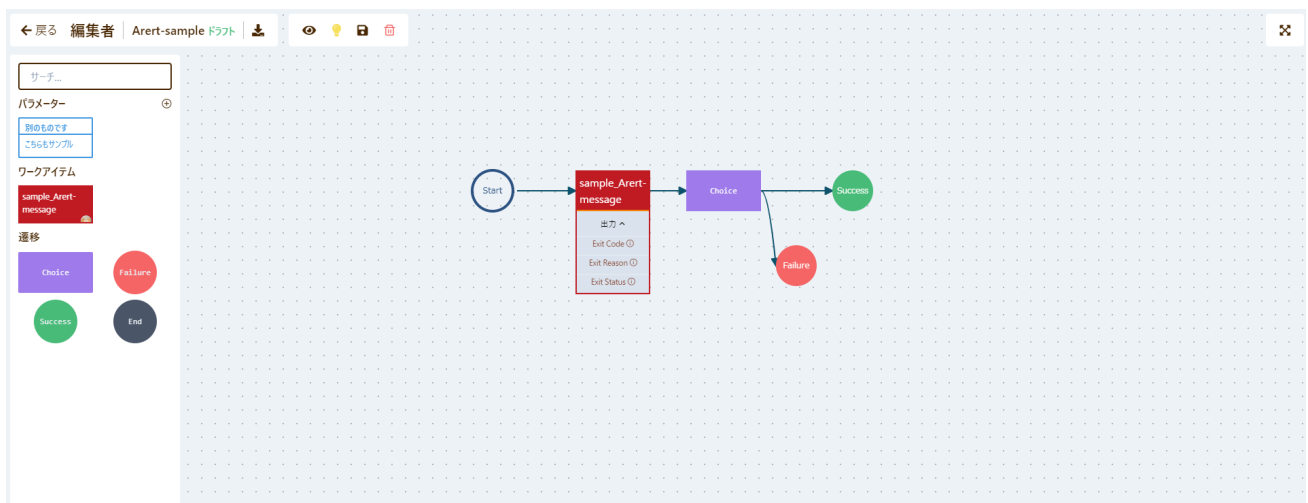 戻る 編集者 Arert-sample ドラフト
サーチ...
パラメーター
別のものです
こちらもサンプル
ワークアイテム
sample_Arert-
message
遷移
Choice
Failure
Success
End
Start
sample_Arert-
message
出力
Exit Code
Exit Reason
Exit Status
Choice
Success
Failure